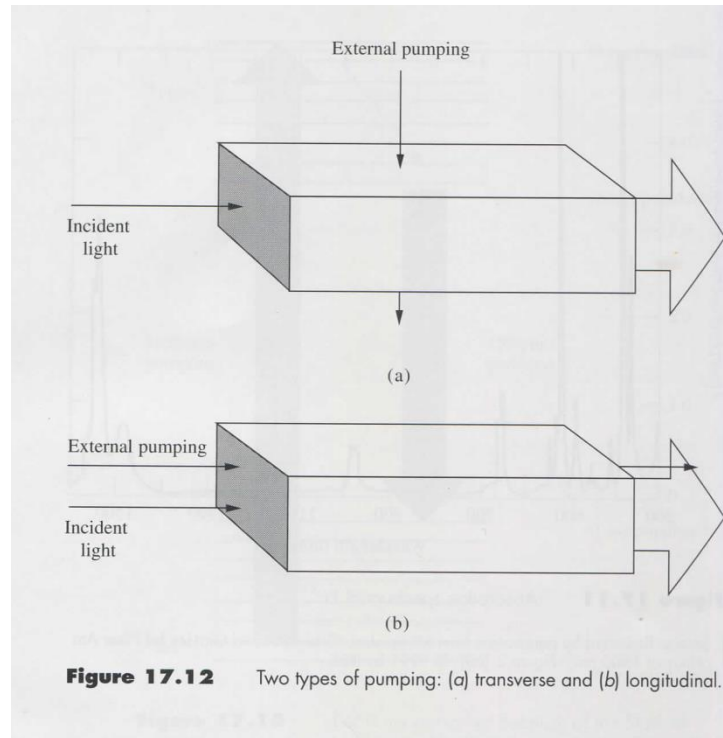 External pumping
Incident
light
(a)
External pumping
Incident
light
(b)
Figure 17.12 Two types of pumping: (a) transverse and (b) longitudinal.